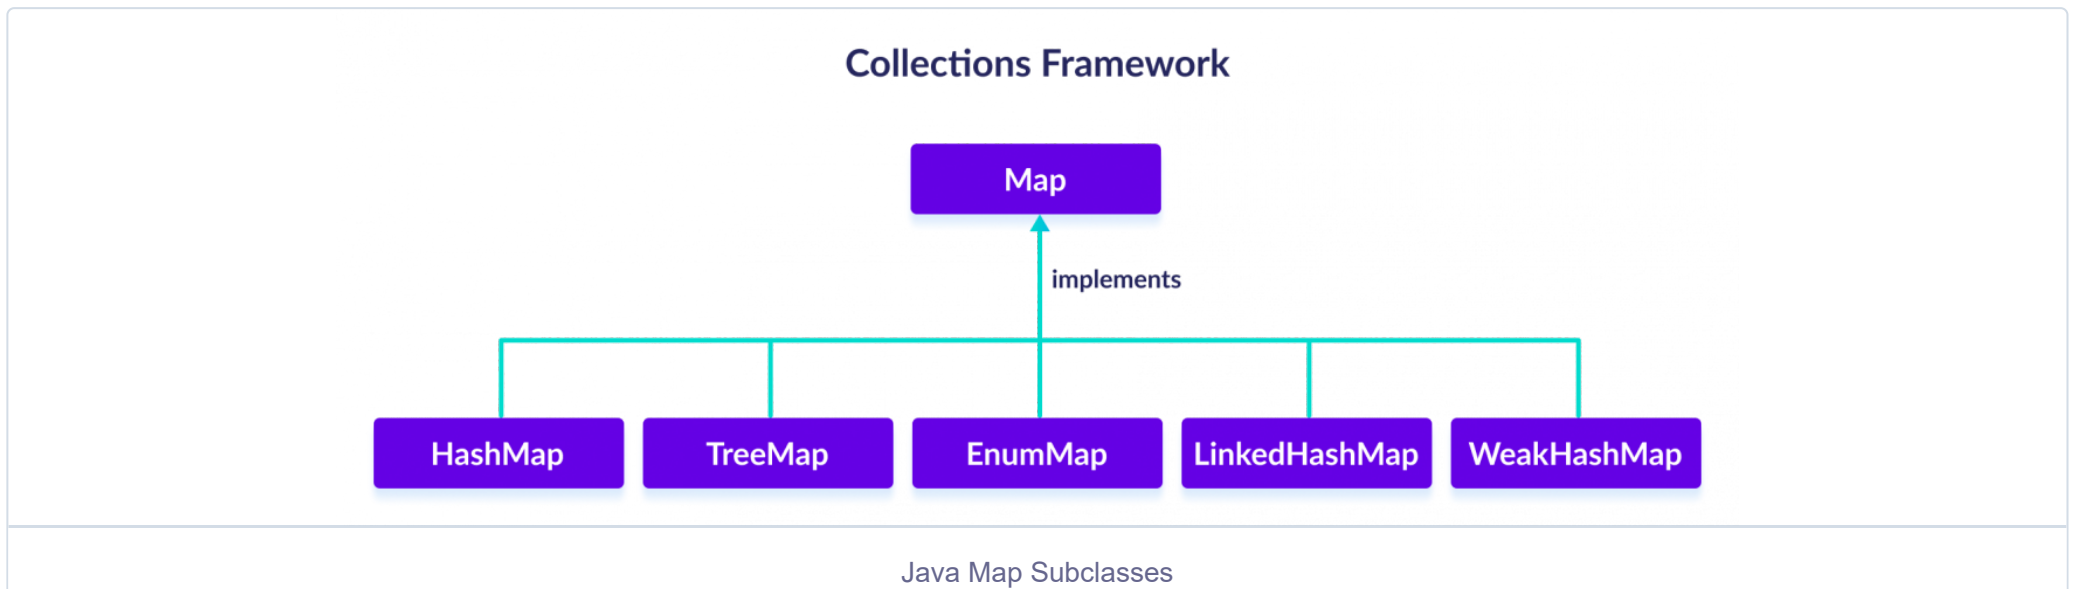 Collections Framework
Map
implements
HashMap
TreeMap
EnumMap
LinkedHashMap
WeakHashMap
Java Map Subclasses